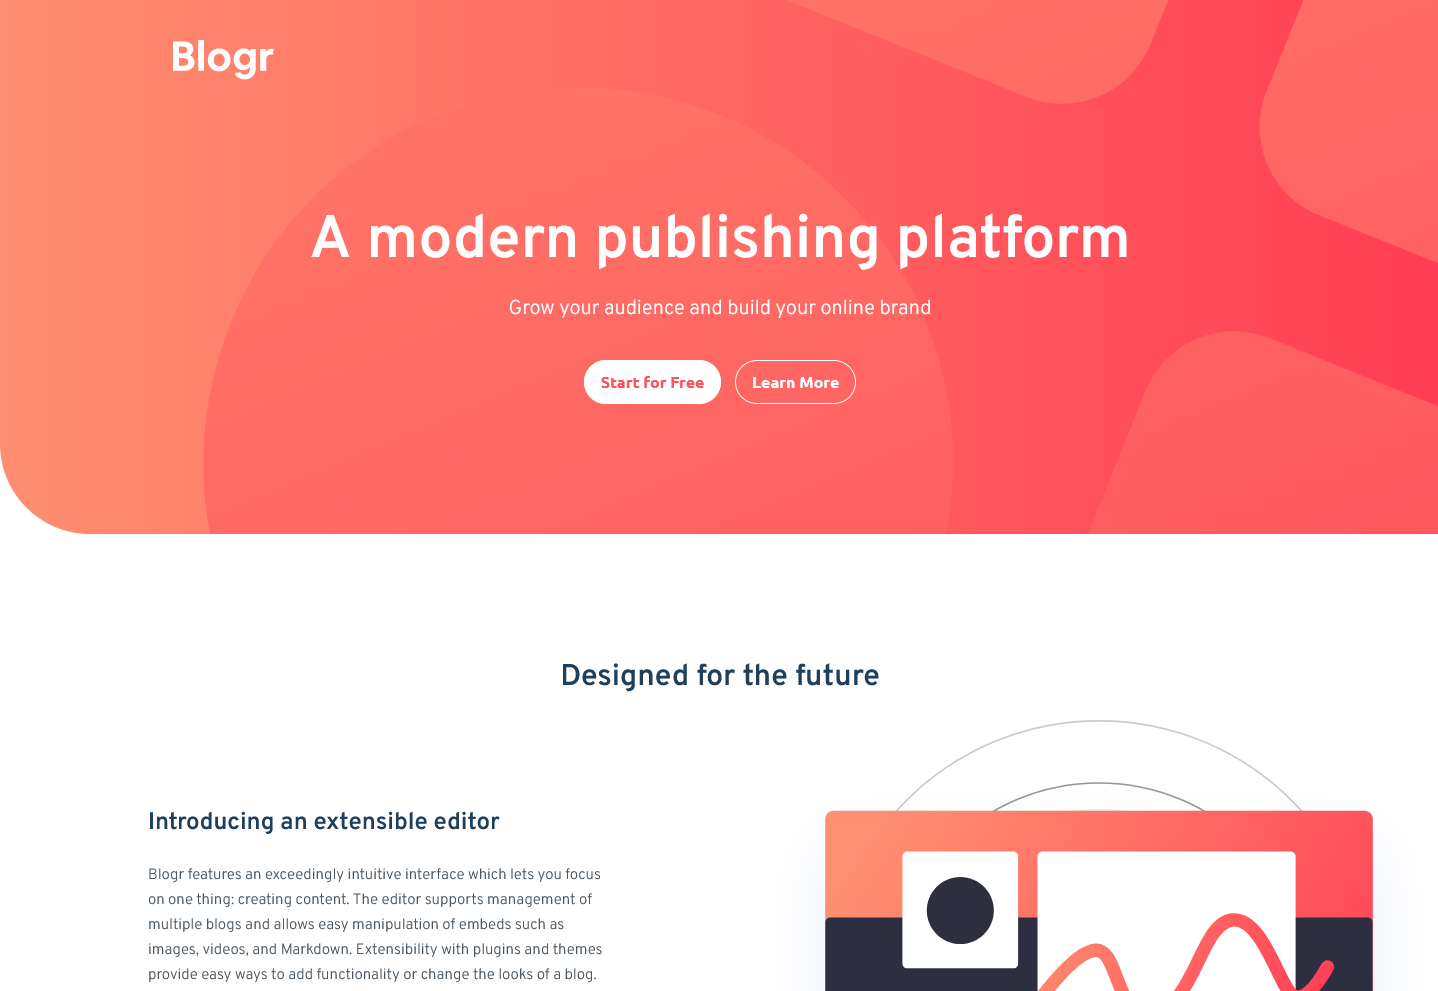 Blogr
A modern publishing platform
Grow your audience and build your online brand
Start for Free
Learn More
Designed for the future
Introducing an extensible editor
Blogr features an exceedingly intuitive interface which lets you focus
on one thing: creating content. The editor supports management of
multiple blogs and allows easy manipulation of embeds such as
images, videos, and Markdown. Extensibility with plugins and themes
provide easy ways to add functionality or change the looks of a blog.